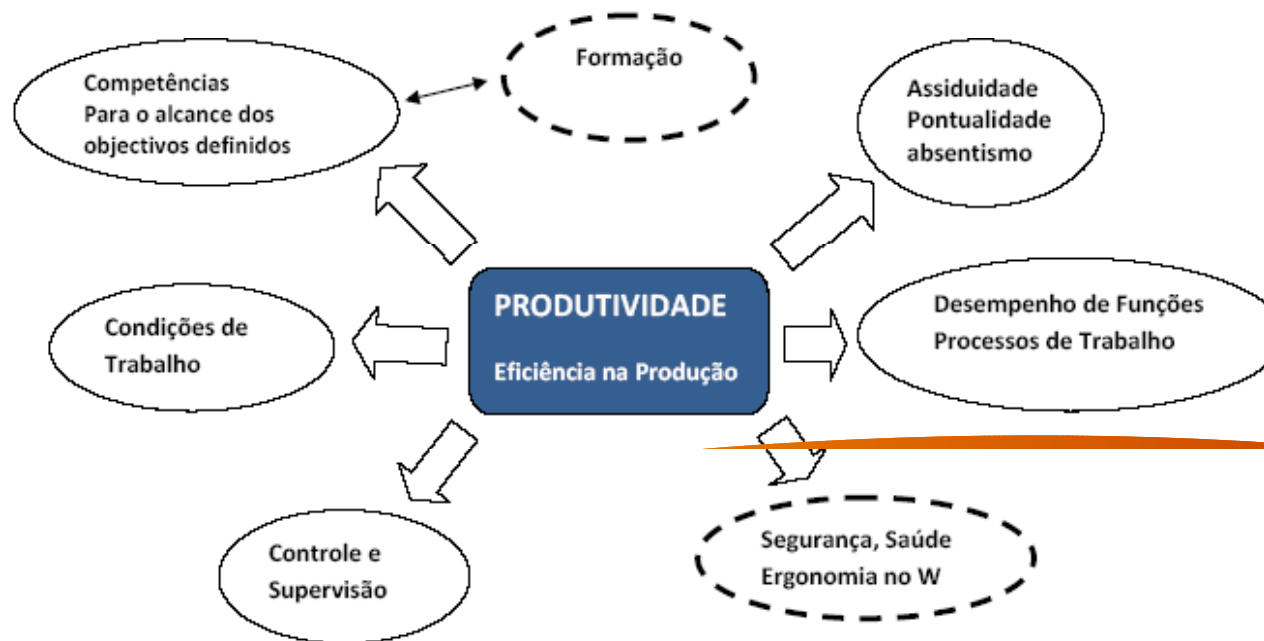 Formação
Competências
Para o alcance dos
objectivos definidos
Assiduidade
Pontualidade
absentismo
PRODUTIVIDADE
Eficiência na Produção
Condições de
Trabalho
Desempenho de Funções
Processos de Trabalho
Controle e
Supervisão
Segurança, Saúde
Ergonomia no W